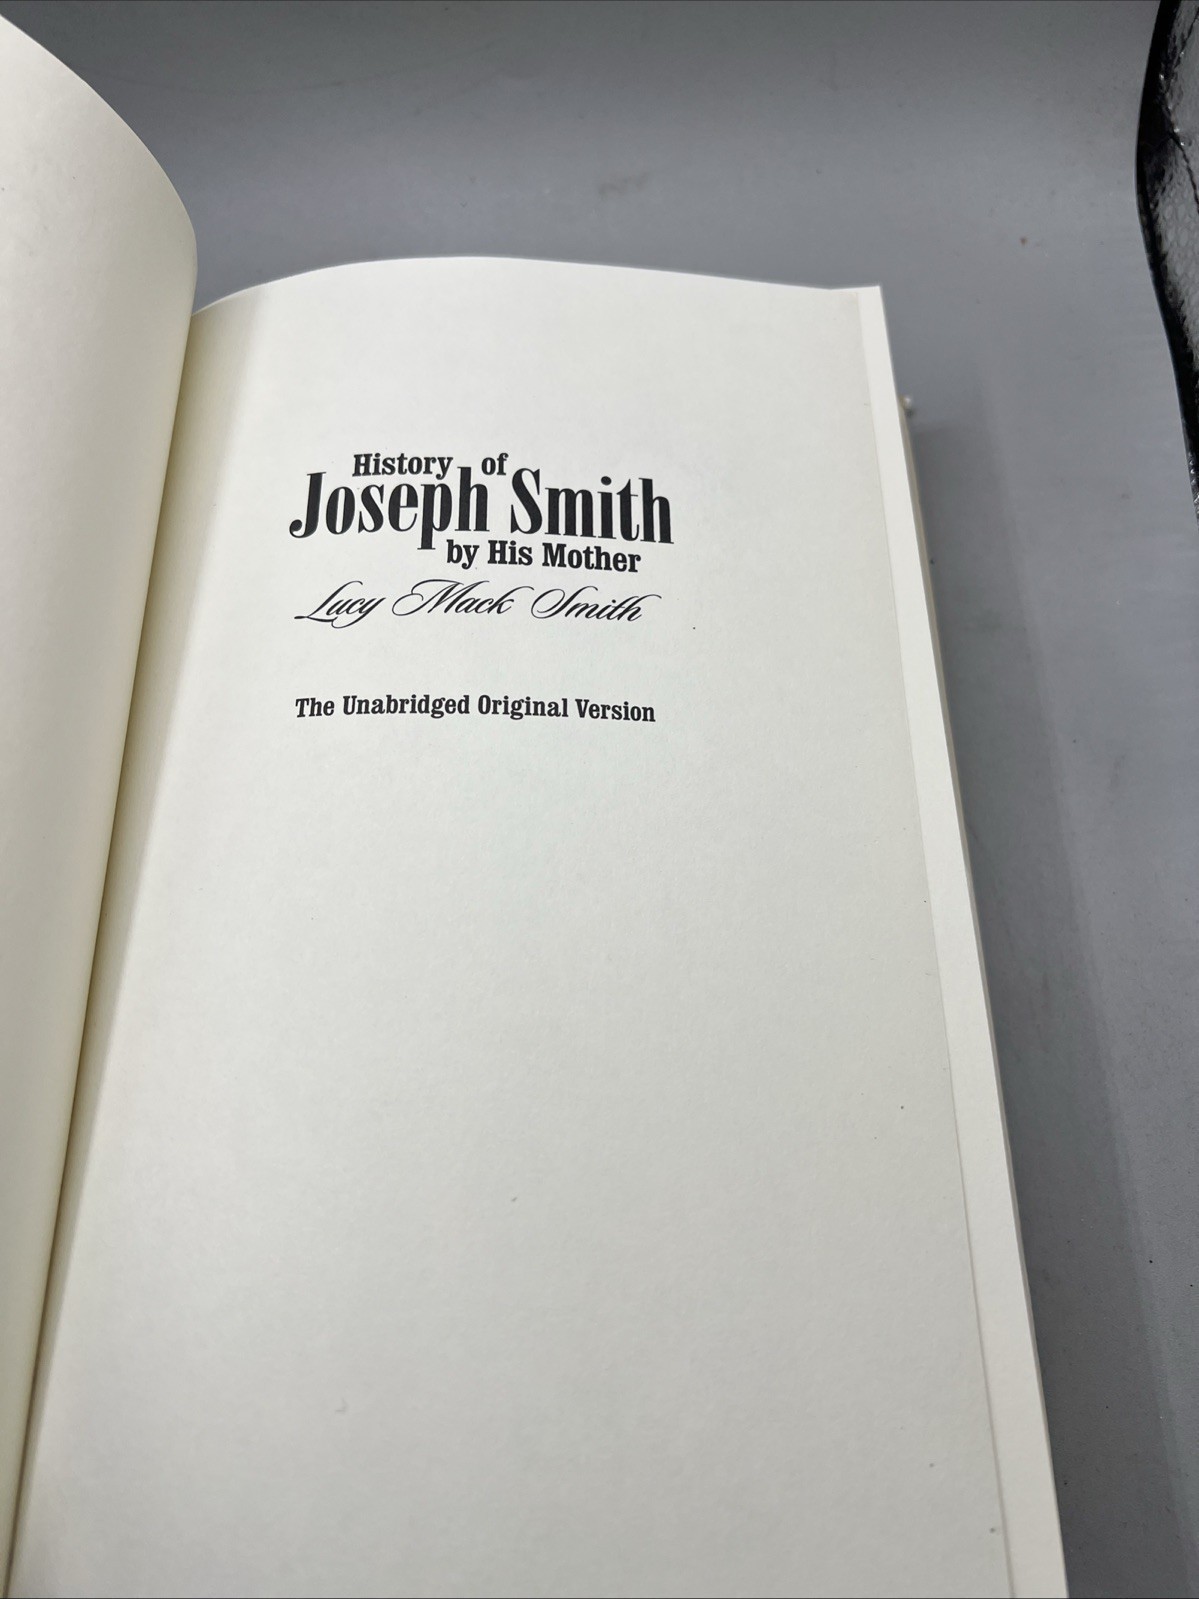 History of
Joseph Smith
by His Mother
Lucy Mack Smith
The Unabridged Original Version